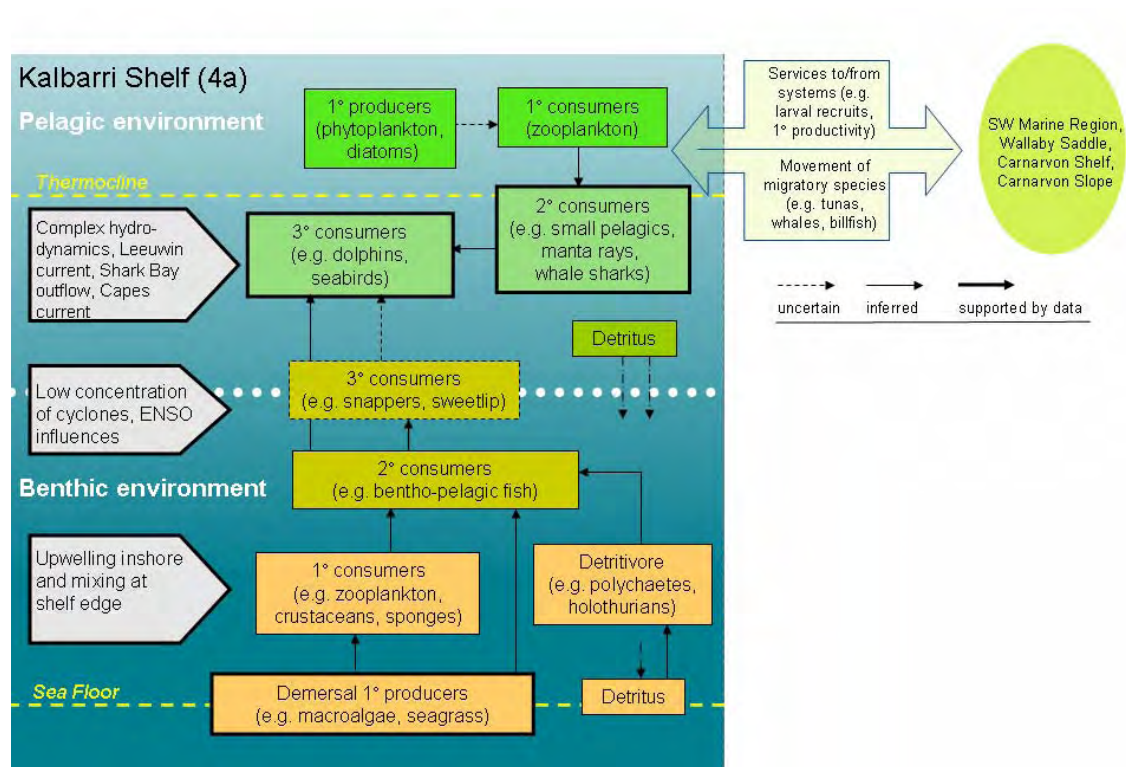 Kalbarri Shelf (4a)
Pelagic environment
1° producers
(phytoplankton,
diatoms)
1° consumers
(zooplankton)
Services to/from
systems (e.g.
larval recruits,
1° productivity)
Movement of
migratory species
(e.g. tunas,
whales, billfish)
SW Marine Region,
Wallaby Saddle,
Carnarvon Shelf,
Carnarvon Slope
Thermocline
Complex hydro-
dynamics, Leeuwin
current, Shark Bay
outflow, Capes
current
3° consumers
(e.g. dolphins,
seabirds)
2° consumers
(e.g. small pelagics,
manta rays,
whale sharks)
uncertain
inferred
supported by data
Detritus
Low concentration
of cyclones, ENSO
influences
3° consumers
(e.g. snappers, sweetlip)
Benthic environment
2° consumers
(e.g. bentho-pelagic fish)
Upwelling inshore
and mixing at
shelf edge
1° consumers
(e.g. zooplankton,
crustaceans, sponges)
Detritivore
(e.g. polychaetes,
holothurians)
Sea Floor
Demersal 1° producers
(e.g. macroalgae, seagrass)
Detritus